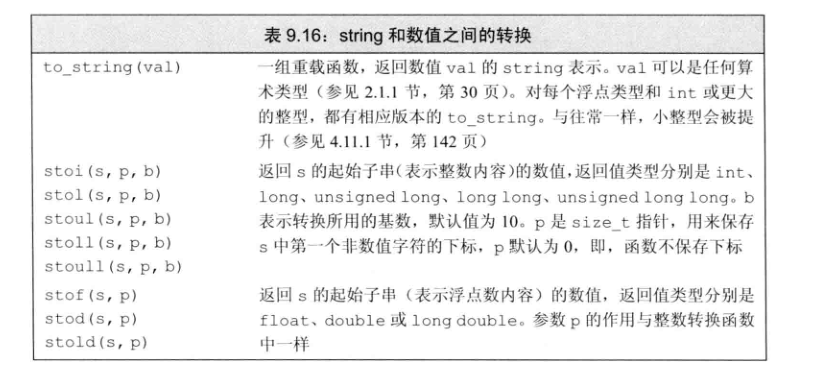 表 9.16：string 和数值之间的转换
to_string(val) 一组重载函数，返回数值 val 的 string 表示。val 可以是任何算
术类型（参见 2.1.1 节，第 30 页）。对每个浮点类型和 int 或更大
的整型，都有相应版本的 to_string。与往常一样，小整型会被提
升（参见 4.11.1 节，第 142 页）
stoi(s, p, b) 返回 s 的起始子串（表示整数内容）的数值，返回值类型分别是 int、
stol(s, p, b) long、unsigned long、long long、unsigned long long。b
stoul(s, p, b) 表示转换所用的基数，默认值为 10。p 是 size_t 指针，用来保存
stoll(s, p, b) s 中第一个非数值字符的下标，p 默认为 0，即，函数不保存下标
stoull(s, p, b)
stof(s, p) 返回 s 的起始子串（表示浮点数内容）的数值，返回值类型分别是
stod(s, p) float、double 或 long double。参数 p 的作用与整数转换函数
stold(s, p) 中一样